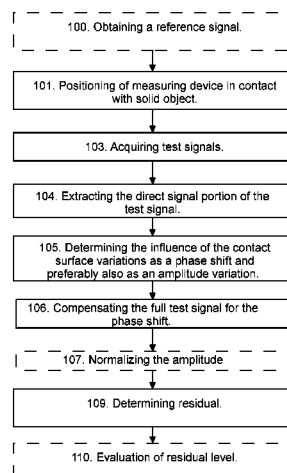 100. Obtaining a reference signal.
101. Positioning of measuring device in contact
with solid object.
103. Acquiring test signals.
104. Extracting the direct signal portion of the
test signal.
105. Determining the influence of the contact
surface variations as a phase shift and
preferably also as an amplitude variation.
106. Compensating the full test signal for the
phase shift.
107. Normalizing the amplitude
109. Determining residual.
110. Evaluation of residual level.